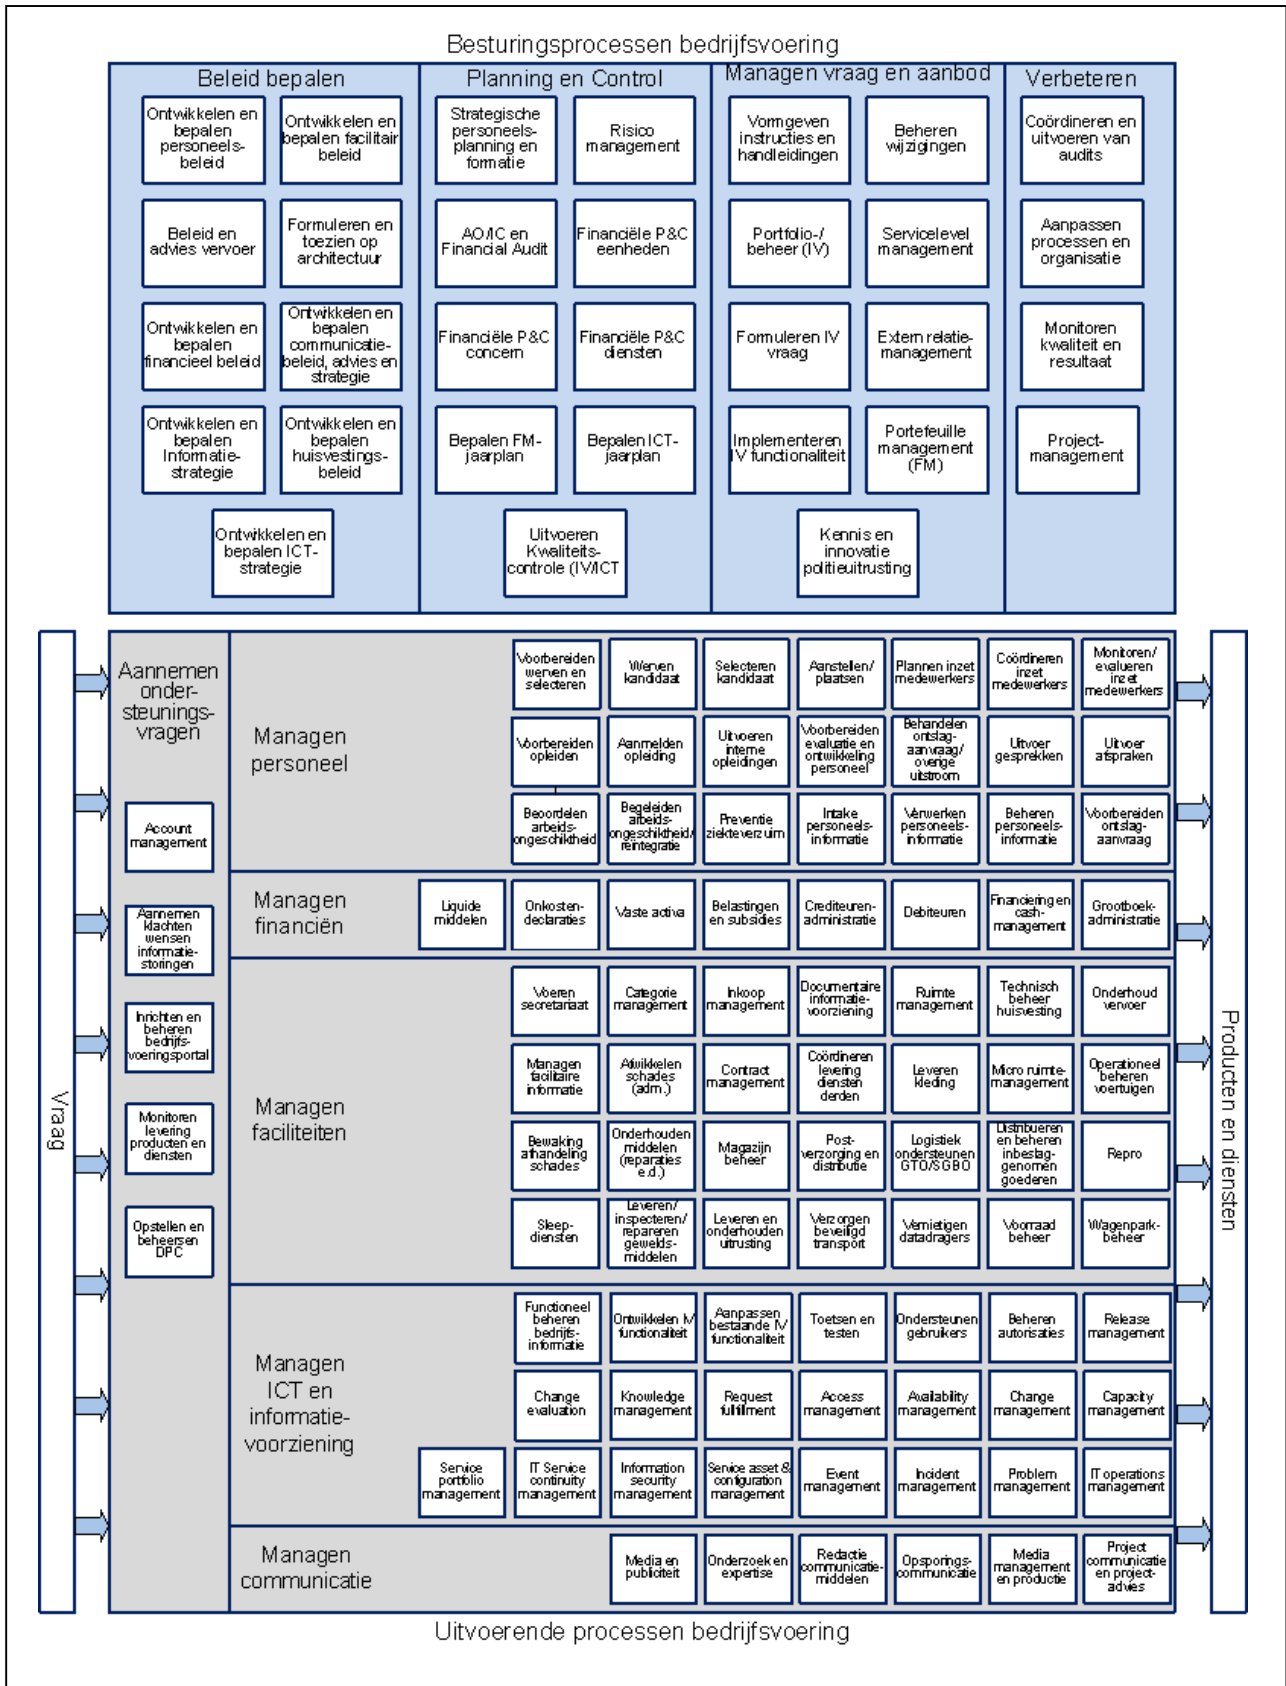 Besturingsprocessen bedrijfsvoering
Beleid bepalen
Ontwikkelen en
bepalen
personeels-
beleid
Ontwikkelen en
bepalen facilitair
beleid
Beleid en
advies vervoer
Formuleren en
toezien op
architectuur
Ontwikkelen en
bepalen
financieel beleid
Ontwikkelen en
bepalen
communicatie-
beleid, advies en
strategie
Ontwikkelen en
bepalen
Informatie-
strategie
Ontwikkelen en
bepalen
huisvestings-
beleid
Ontwikkelen en
bepalen ICT-
strategie
Planning en Control
Strategische
personeels-
planning en
formatie
Risico
management
AO/IC en
Financial Audit
Financiële P&C
eenheden
Financiële P&C
concern
Financiële P&C
diensten
Bepalen FM-
jaarplan
Bepalen ICT-
jaarplan
Uitvoeren
Kwaliteits-
controle (IV/ICT
Managen vraag en aanbod
Vormgeven
instructies en
handleidingen
Beheren
wijzigingen
Portfolio-/
beheer (IV)
Servicelevel
management
Formuleren IV
vraag
Extern relatie-
management
Implementeren
IV functionaliteit
Portefeuille
management
(FM)
Kennis en
innovatie
politieuitrusting
Verbeteren
Coördineren en
uitvoeren van
audits
Aanpassen
processen en
organisatie
Monitoren
kwaliteit en
resultaat
Project-
management
Vraag
Aannemen
onder-
steunings-
vragen
Account
management
Aannemen
klachten
wensen
informatie-
storingen
Inrichten en
beheren
bedrijfs-
voeringsportal
Monitoren
levering
producten en
diensten
Opstellen en
beheersen
DPC
Managen
personeel
Voorbereiden
werven en
selecteren
Werven
kandidaat
Selecteren
kandidaat
Aanstellen/
plaatsen
Plannen inzet
medewerkers
Coördineren
inzet
medewerkers
Monitoren/
evalueren
inzet
medewerkers
Voorbereiden
opleiden
Aanmelden
opleiding
Uitvoeren
interne
opleidingen
Voorbereiden
evaluatie en
ontwikkeling
personeel
Behandelen
ontslag-
aanvraag/
overige
uitstroom
Uitvoer
gesprekken
Uitvoer
afspraken
Beoordelen
arbeids-
ongeschiktheid
Begeleiden
arbeids-
ongeschiktheid/
reïntegratie
Preventie
ziekteverzuim
Intake
personeels-
informatie
Verwerken
personeels-
informatie
Beheren
personeels-
informatie
Voorbereiden
ontslag-
aanvraag
Managen
financiën
Liquide
middelen
Onkosten-
declaraties
Vaste activa
Belastingen
en subsidies
Crediteuren-
administratie
Debiteuren
Financiering en
cash-
management
Grootboek-
administratie
Managen
faciliteiten
Voeren
secretariaat
Categorie
management
Inkoop
management
Documentaire
informatie-
voorziening
Ruimte
management
Technisch
beheer
huisvesting
Onderhoud
vervoer
Managen
facilitaire
informatie
Afwikkelen
schades
(adm.)
Contract
management
Coördineren
levering
diensten
derden
Leveren
kleding
Micro ruimte-
management
Operationeel
beheren
voertuigen
Bewaking
afhandeling
schades
Onderhouden
middelen
(reparaties
e.d.)
Magazijn
beheer
Post-
verzorging en
distributie
Logistiek
ondersteunen
GTO/SGBO
Distribueren
en beheren
inbeslag-
genomen
goederen
Repro
Sleep-
diensten
Leveren/
inspecteren/
repareren
gewelds-
middelen
Leveren en
onderhouden
uitrusting
Verzorgen
beveiligd
transport
Vernietigen
datadragers
Voorraad
beheer
Wagenpark-
beheer
Managen
ICT en
informatie-
voorziening
Functioneel
beheren
bedrijfs-
informatie
Ontwikkelen IV
functionaliteit
Aanpassen
bestaande IV
functionaliteit
Toetsen en
testen
Ondersteunen
gebruikers
Beheren
autorisaties
Release
management
Change
evaluation
Knowledge
management
Request
fulfillment
Access
management
Availability
management
Change
management
Capacity
management
Service
portfolio
management
IT Service
continuity
management
Information
security
management
Service asset &
configuration
management
Event
management
Incident
management
Problem
management
IT operations
management
Managen
communicatie
Media en
publiciteit
Onderzoek en
expertise
Redactie
communicatie-
middelen
Opsporings-
communicatie
Media
management
en productie
Project
communicatie
en project-
advies
Producten en diensten
Uitvoerende processen bedrijfsvoering